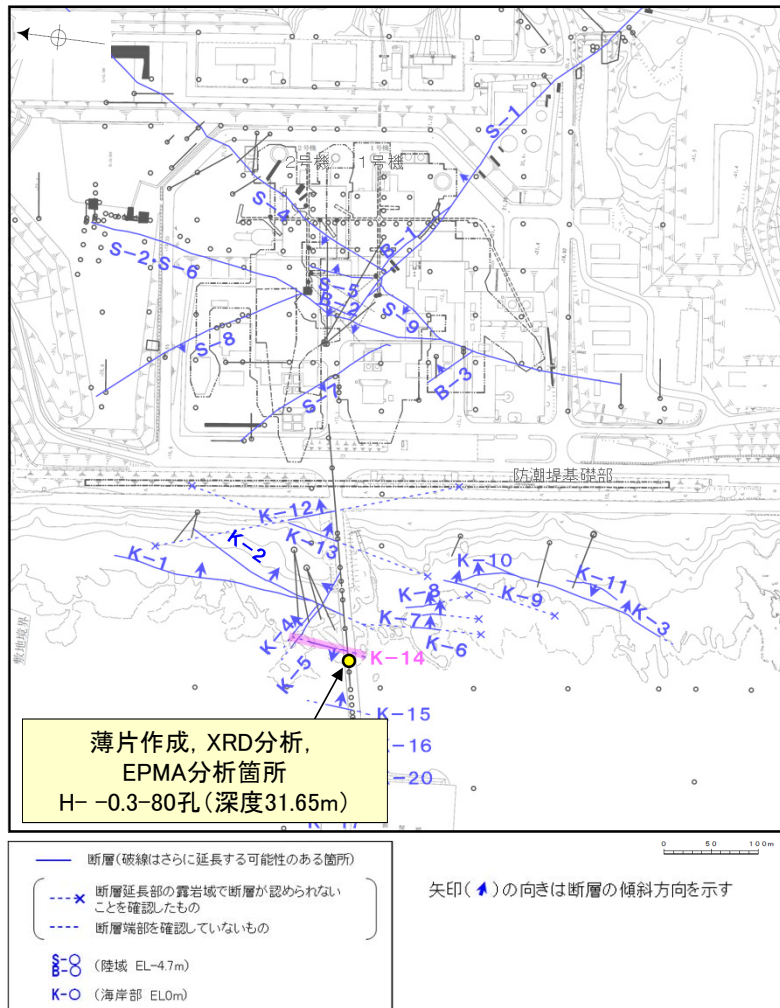 2号機
1号機
S-1
S-4
B-1
S-2・S-6
S-5
B-2
S-9
S-8
B-3
S-7
防潮堤基礎部
K-12
K-2
K-13
K-10
K-1
K-11
K-8
K-9
K-3
K-7
K-4
K-6
敷地境界
K-14
K-5
K-15
薄片作成，XRD分析，
EPMA分析箇所
H- -0.3-80孔（深度31.65m）
K-16
K-20
0 50 100m
断層（破線はさらに延長する可能性のある箇所）
断層延長部の露岩域で断層が認められない
ことを確認したもの
断層端部を確認していないもの
矢印（ ）の向きは断層の傾斜方向を示す
S-○
B-○ （陸域 EL-4.7m）
K-○ （海岸部 EL0m）